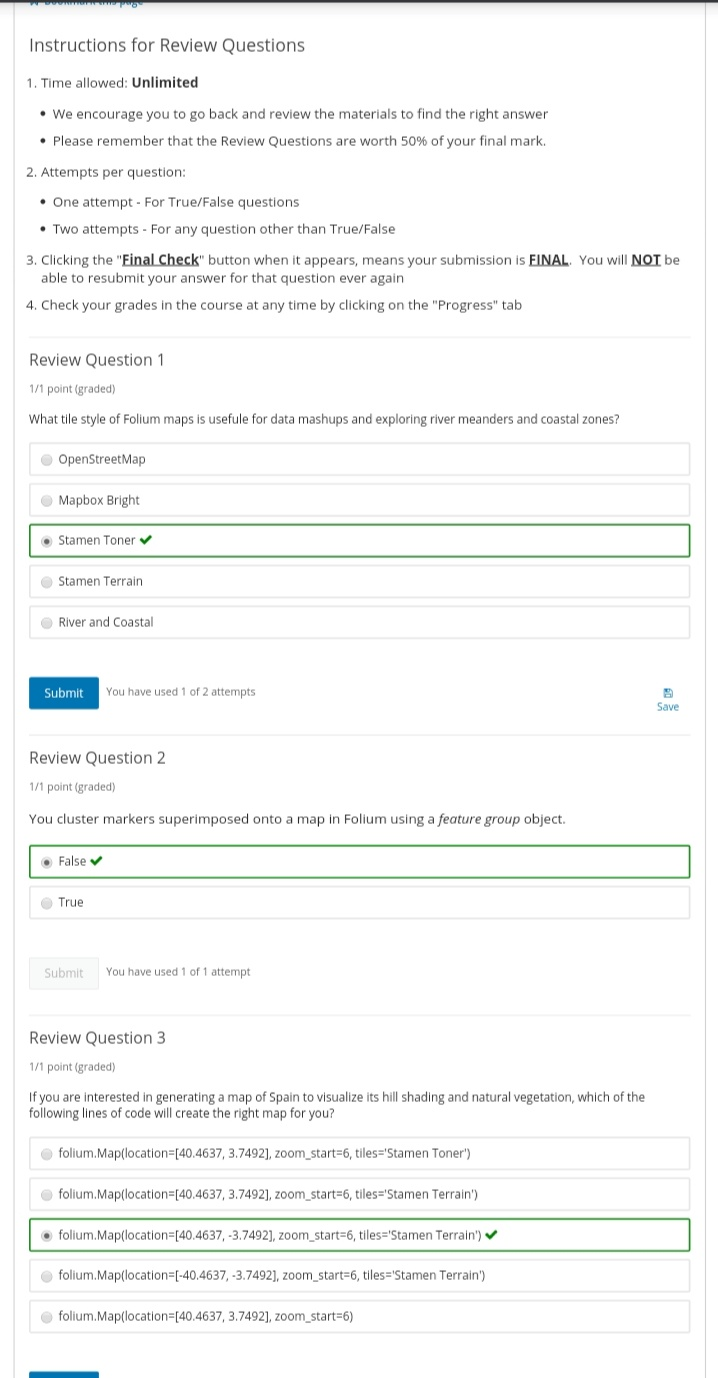 Bookmark this page
Instructions for Review Questions
1. Time allowed: Unlimited
• We encourage you to go back and review the materials to find the right answer
• Please remember that the Review Questions are worth 50% of your final mark.
2. Attempts per question:
• One attempt - For True/False questions
• Two attempts - For any question other than True/False
3. Clicking the "Final Check" button when it appears, means your submission is FINAL. You will NOT be
able to resubmit your answer for that question ever again
4. Check your grades in the course at any time by clicking on the "Progress" tab
Review Question 1
1/1 point (graded)
What tile style of Folium maps is usefule for data mashups and exploring river meanders and coastal zones?
OpenStreetMap
Mapbox Bright
Stamen Toner ✔
Stamen Terrain
River and Coastal
Submit You have used 1 of 2 attempts
Save
Review Question 2
1/1 point (graded)
You cluster markers superimposed onto a map in Folium using a feature group object.
False ✔
True
Submit You have used 1 of 1 attempt
Review Question 3
1/1 point (graded)
If you are interested in generating a map of Spain to visualize its hill shading and natural vegetation, which of the
following lines of code will create the right map for you?
folium.Map(location=[40.4637, 3.7492], zoom_start=6, tiles='Stamen Toner')
folium.Map(location=[40.4637, 3.7492], zoom_start=6, tiles='Stamen Terrain')
folium.Map(location=[40.4637, -3.7492], zoom_start=6, tiles='Stamen Terrain') ✔
folium.Map(location=[-40.4637, -3.7492], zoom_start=6, tiles='Stamen Terrain')
folium.Map(location=[40.4637, 3.7492], zoom_start=6)